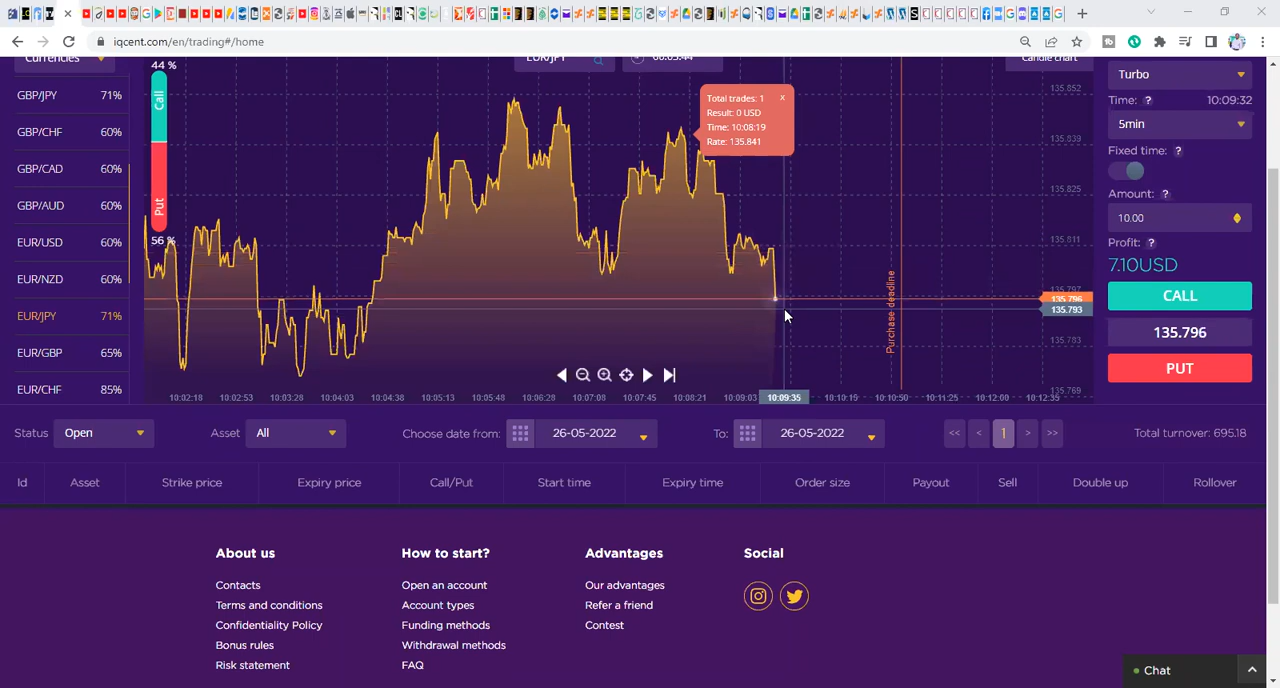 iqcent.com/en/trading#/home
Currencies
GBP/JPY 71%
GBP/CHF 60%
GBP/CAD 60%
GBP/AUD 60%
EUR/USD 60%
EUR/NZD 60%
EUR/JPY 71%
EUR/GBP 65%
EUR/CHF 85%
44 %
Call
Put
56 %
EUR/JPY
Candle chart
Total trades: 1
x
Result: 0 USD
Time: 10:08:19
Rate: 135.841
Purchase deadline
135.852
135.839
135.825
135.811
135.797
135.796
135.793
135.783
135.769
10:02:18 10:02:53 10:03:28 10:04:03 10:04:38 10:05:13 10:05:48 10:06:28 10:07:08 10:07:45 10:08:21 10:09:03 10:09:35 10:10:15 10:10:50 10:11:25 10:12:00 10:12:35
Turbo
Time: ? 10:09:32
5min
Fixed time: ?
Amount: ?
10.00
Profit: ?
7.10USD
CALL
135.796
PUT
Status Open Asset All Choose date from: 26-05-2022 To: 26-05-2022 << < 1 > >> Total turnover: 695.18
Id Asset Strike price Expiry price Call/Put Start time Expiry time Order size Payout Sell Double up Rollover
About us
Contacts
Terms and conditions
Confidentiality Policy
Bonus rules
Risk statement
How to start?
Open an account
Account types
Funding methods
Withdrawal methods
FAQ
Advantages
Our advantages
Refer a friend
Contest
Social
Chat